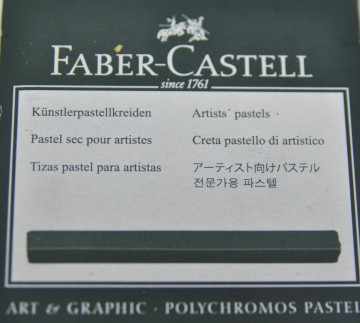 FABER-CASTELL
since 1761
Künstlerpastellkreiden
Artists' pastels
Pastel sec pour artistes
Creta pastello di artistico
Tizas pastel para artistas
アーティスト向けパステル
전문가용 파스텔
ART & GRAPHIC · POLYCHROMOS PASTEL